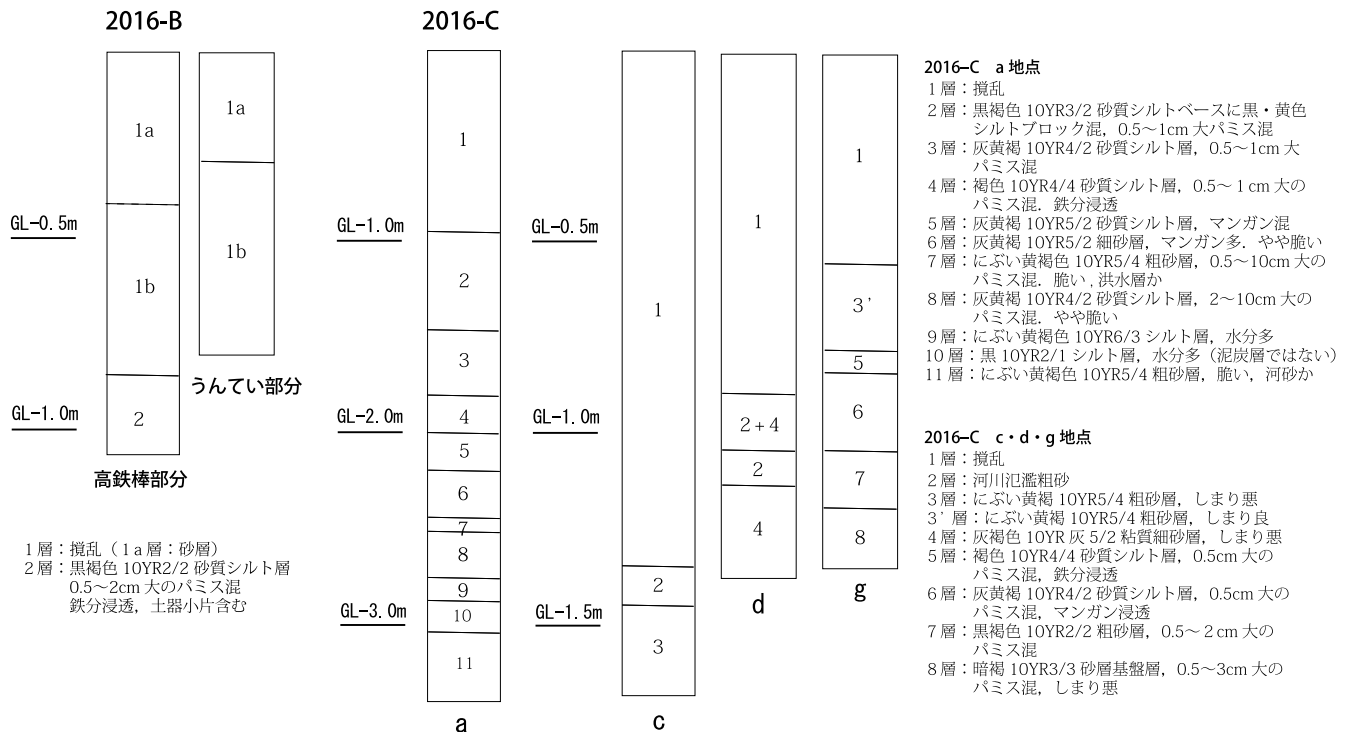 2016-B
1a
1b
2
GL-0.5m
GL-1.0m
高鉄棒部分
1a
1b
うんてい部分
1層：撹乱（1a層：砂層）
2層：黒褐色 10YR2/2 砂質シルト層
0.5〜2cm 大のパミス混
鉄分浸透，土器小片含む
2016-C
GL-1.0m
GL-2.0m
GL-3.0m
1
2
3
4
5
6
7
8
9
10
11
a
GL-0.5m
GL-1.0m
GL-1.5m
1
2
3
c
1
2+4
2
4
d
1
3’
5
6
7
8
g
2016–C a 地点
1層：撹乱
2層：黒褐色 10YR3/2 砂質シルトベースに黒・黄色
シルトブロック混，0.5〜1cm 大パミス混
3層：灰黄褐 10YR4/2 砂質シルト層，0.5〜1cm 大
パミス混
4層：褐色 10YR4/4 砂質シルト層，0.5〜 1 cm 大の
パミス混．鉄分浸透
5層：灰黄褐 10YR5/2 砂質シルト層，マンガン混
6層：灰黄褐 10YR5/2 細砂層，マンガン多．やや脆い
7層：にぶい黄褐色 10YR5/4 粗砂層，0.5〜10cm 大の
パミス混．脆い , 洪水層か
8層：灰黄褐 10YR4/2 砂質シルト層，2〜10cm 大の
パミス混．やや脆い
9層：にぶい黄褐色 10YR6/3 シルト層，水分多
10層：黒 10YR2/1 シルト層，水分多（泥炭層ではない）
11層：にぶい黄褐色 10YR5/4 粗砂層，脆い，河砂か
2016–C c・d・g 地点
1層：撹乱
2層：河川氾濫粗砂
3層：にぶい黄褐 10YR5/4 粗砂層，しまり悪
3’層：にぶい黄褐 10YR5/4 粗砂層，しまり良
4層：灰褐色 10YR 灰 5/2 粘質細砂層，しまり悪
5層：褐色 10YR4/4 砂質シルト層，0.5cm 大の
パミス混，鉄分浸透
6層：灰黄褐 10YR4/2 砂質シルト層，0.5cm 大の
パミス混，マンガン浸透
7層：黒褐色 10YR2/2 粗砂層，0.5〜 2 cm 大の
パミス混
8層：暗褐 10YR3/3 砂層基盤層，0.5〜3cm 大の
パミス混，しまり悪